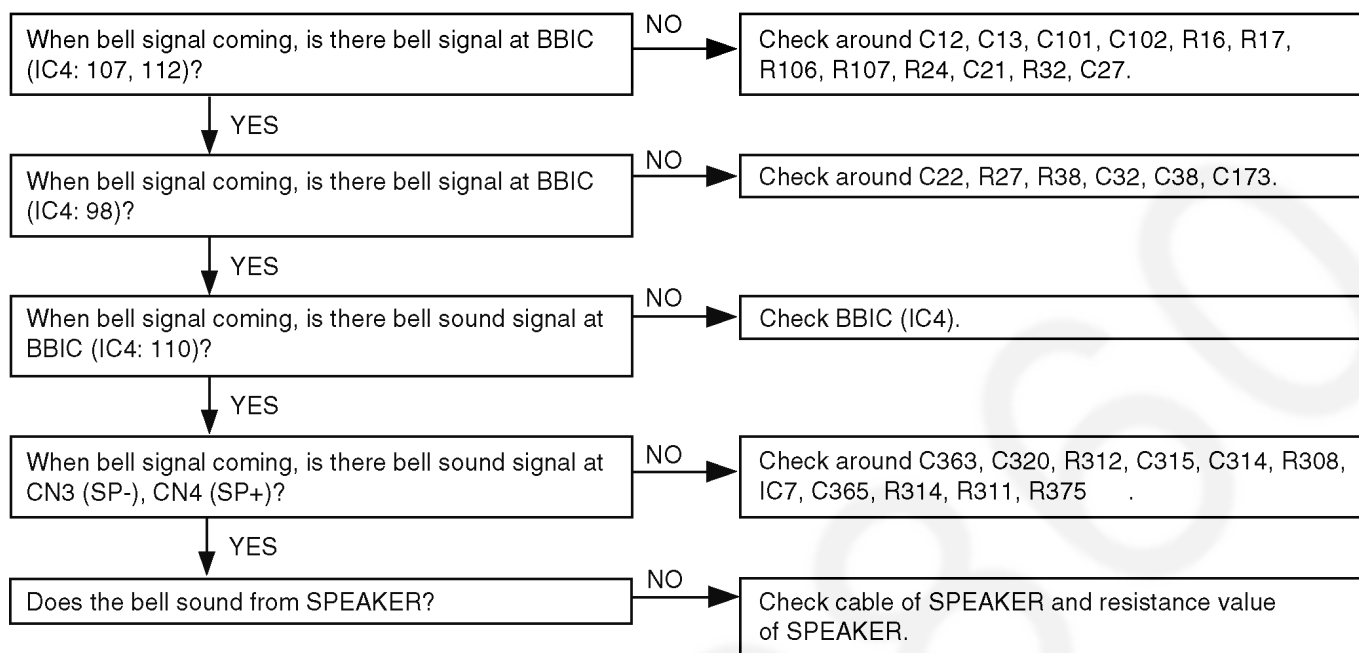 When bell signal coming, is there bell signal at BBIC
(IC4: 107, 112)?
NO
Check around C12, C13, C101, C102, R16, R17,
R106, R107, R24, C21, R32, C27.
YES
When bell signal coming, is there bell signal at BBIC
(IC4: 98)?
NO
Check around C22, R27, R38, C32, C38, C173.
YES
When bell signal coming, is there bell sound signal at
BBIC (IC4: 110)?
NO
Check BBIC (IC4).
YES
When bell signal coming, is there bell sound signal at
CN3 (SP-), CN4 (SP+)?
NO
Check around C363, C320, R312, C315, C314, R308,
IC7, C365, R314, R311, R375 .
YES
Does the bell sound from SPEAKER?
NO
Check cable of SPEAKER and resistance value
of SPEAKER.
360